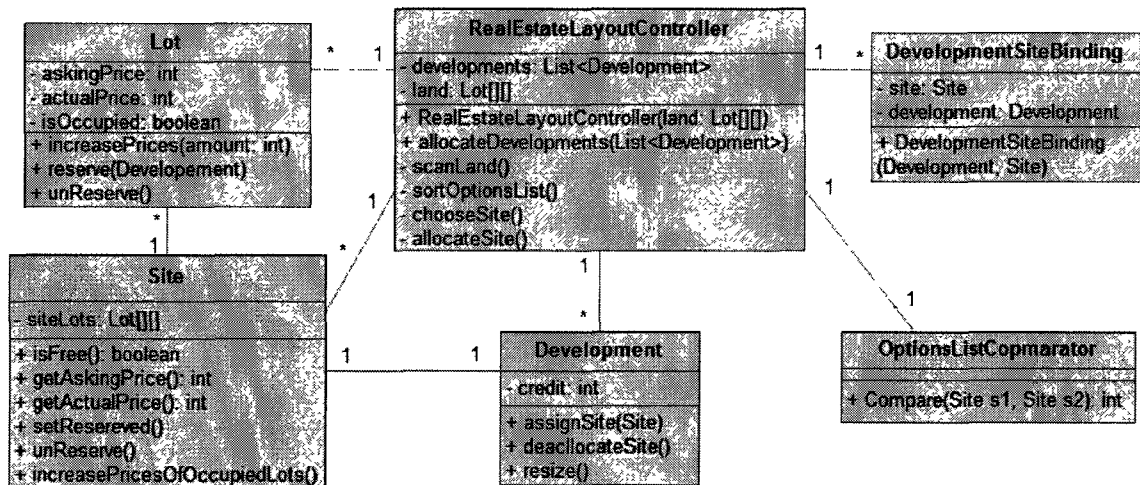 Lot
- askingPrice: int
- actualPrice: int
- isOccupied: boolean
+ increasePrices(amount: int)
+ reserve(Developement)
+ unReserve()
*
1
RealEstateLayoutController
- developments: List<Development>
- land: Lot[][]
+ RealEstateLayoutController(land: Lot[][])
+ allocateDevelopments(List<Development>)
- scanLand()
- sortOptionsList()
- chooseSite()
- allocateSite()
1
*
DevelopmentSiteBinding
- site: Site
- development: Development
+ DevelopmentSiteBinding
(Development, Site)
*
1
1
*
1
1
1
*
Site
- siteLots: Lot[][]
+ isFree(): boolean
+ getAskingPrice(): int
+ getActualPrice(): int
+ setResereved()
+ unReserve()
+ increasePricesOfOccupiedLots()
1
1
Development
- credit: int
+ assignSite(Site)
+ deacllocateSite()
+ resize()
1
OptionsListCopmarator
+ Compare(Site s1, Site s2): int